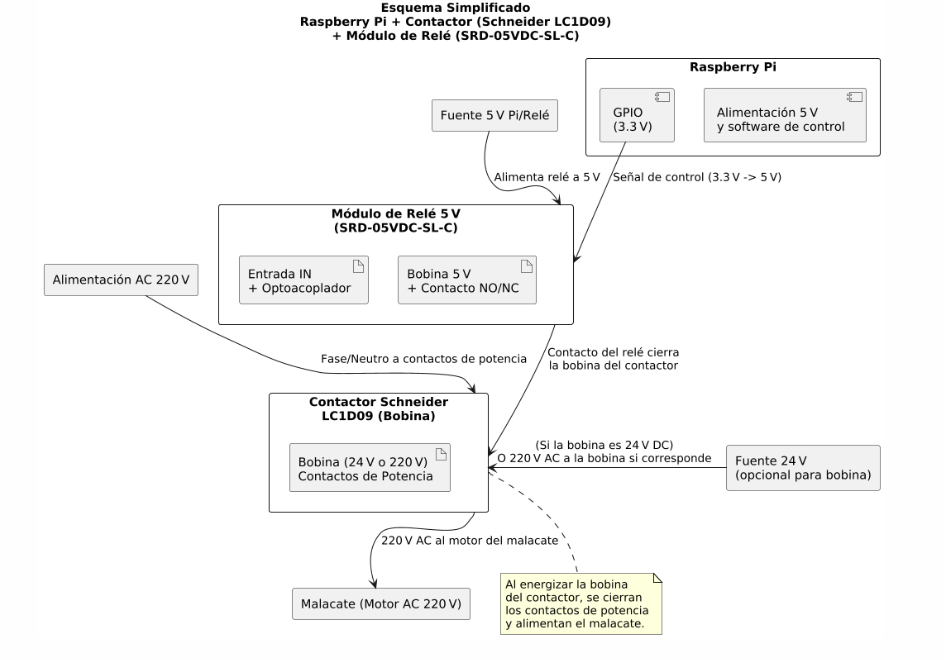 Esquema Simplificado
Raspberry Pi + Contactor (Schneider LC1D09)
+ Módulo de Relé (SRD-05VDC-SL-C)
Raspberry Pi
GPIO
(3.3 V)
Alimentación 5 V
y software de control
Fuente 5 V Pi/Relé
Alimenta relé a 5 V
Señal de control (3.3 V -> 5 V)
Módulo de Relé 5 V
(SRD-05VDC-SL-C)
Entrada IN
+ Optoacoplador
Bobina 5 V
+ Contacto NO/NC
Alimentación AC 220 V
Fase/Neutro a contactos de potencia
Contacto del relé cierra
la bobina del contactor
Contactor Schneider
LC1D09 (Bobina)
Bobina (24 V o 220 V)
Contactos de Potencia
(Si la bobina es 24 V DC)
O 220 V AC a la bobina si corresponde
Fuente 24 V
(opcional para bobina)
220 V AC al motor del malacate
Malacate (Motor AC 220 V)
Al energizar la bobina
del contactor, se cierran
los contactos de potencia
y alimentan el malacate.